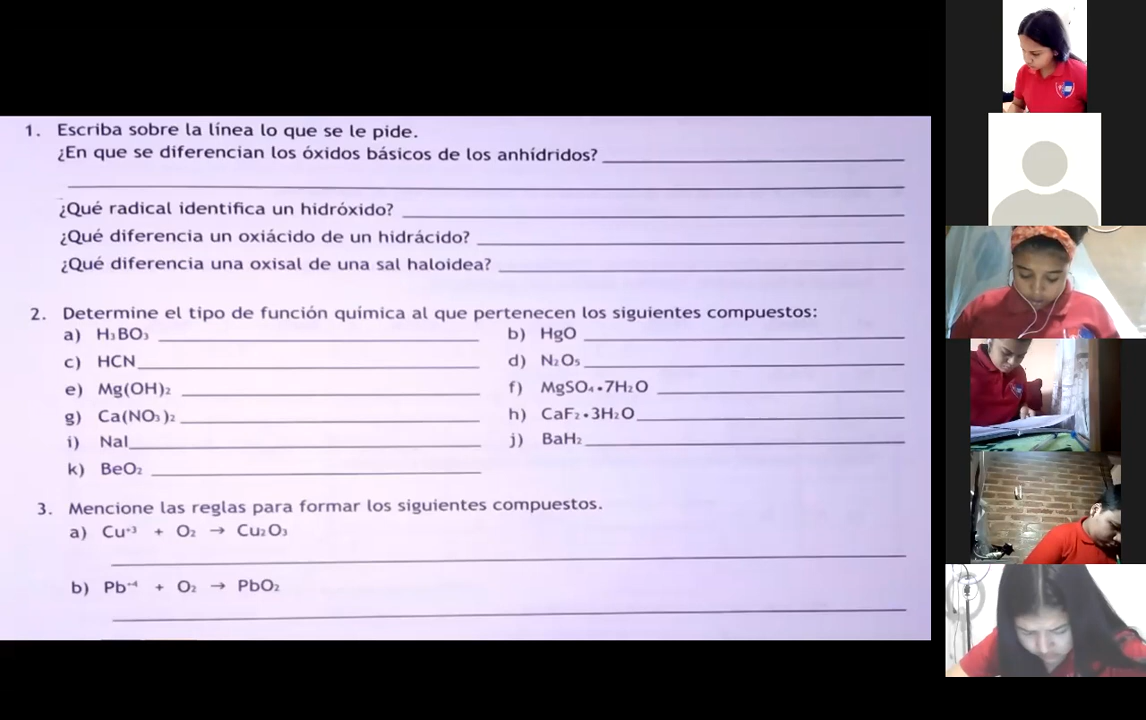 1. Escriba sobre la línea lo que se le pide.
¿En que se diferencian los óxidos básicos de los anhídridos?
¿Qué radical identifica un hidróxido?
¿Qué diferencia un oxiácido de un hidrácido?
¿Qué diferencia una oxisal de una sal haloidea?
2. Determine el tipo de función química al que pertenecen los siguientes compuestos:
a) H₃BO₃ b) HgO
c) HCN d) N₂O₅
e) Mg(OH)₂ f) MgSO₄•7H₂O
g) Ca(NO₃)₂ h) CaF₂•3H₂O
i) NaI j) BaH₂
k) BeO₂
3. Mencione las reglas para formar los siguientes compuestos.
a) Cu⁺³ + O₂ → Cu₂O₃
b) Pb⁺⁴ + O₂ → PbO₂